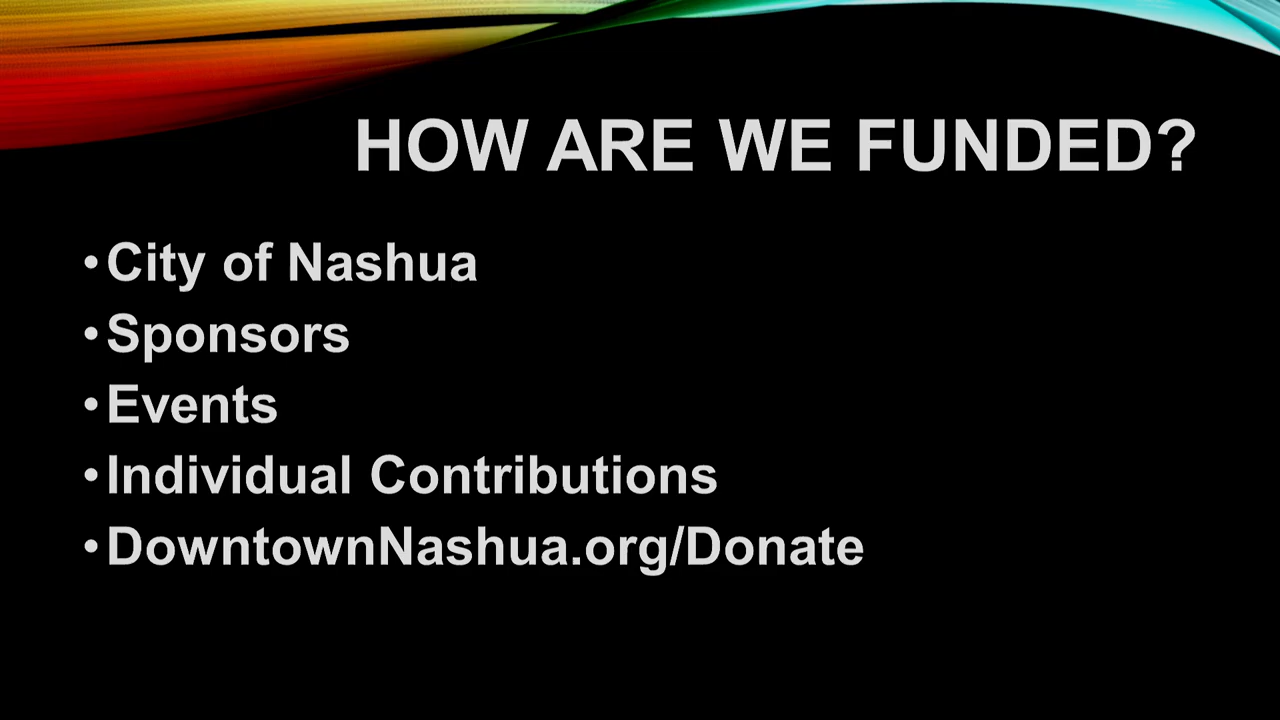 HOW ARE WE FUNDED?
•City of Nashua
•Sponsors
•Events
•Individual Contributions
•DowntownNashua.org/Donate